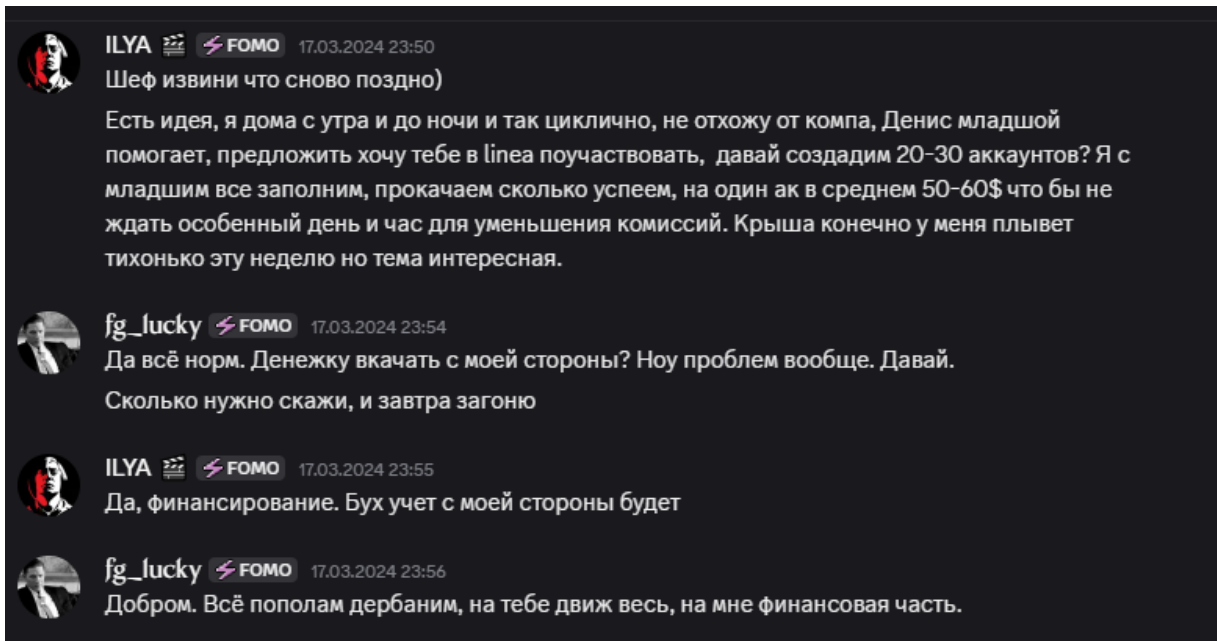 ILYA 🎬 FOMO 17.03.2024 23:50
Шеф извини что сново поздно)
Есть идея, я дома с утра и до ночи и так циклично, не отхожу от компа, Денис младшой
помогает, предложить хочу тебе в linea поучаствовать, давай создадим 20-30 аккаунтов? Я с
младшим все заполним, прокачаем сколько успеем, на один ак в среднем 50-60$ что бы не
ждать особенный день и час для уменьшения комиссий. Крыша конечно у меня плывет
тихонько эту неделю но тема интересная.
fg_lucky FOMO 17.03.2024 23:54
Да всё норм. Денежку вкачать с моей стороны? Ноу проблем вообще. Давай.
Сколько нужно скажи, и завтра загоню
ILYA 🎬 FOMO 17.03.2024 23:55
Да, финансирование. Бух учет с моей стороны будет
fg_lucky FOMO 17.03.2024 23:56
Добром. Всё пополам дербаним, на тебе движ весь, на мне финансовая часть.